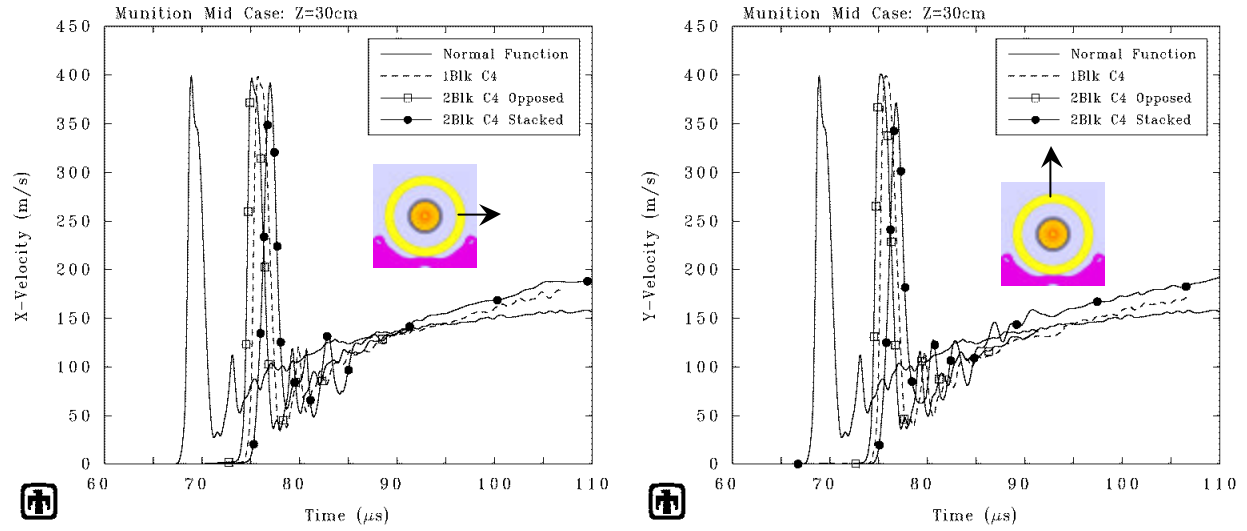 Munition Mid Case: Z=30cm
450
400
350
300
250
200
150
100
50
0
X-Velocity (m/s)
Normal Function
1Blk C4
2Blk C4 Opposed
2Blk C4 Stacked
60 70 80 90 100 110
Time (μs)
Munition Mid Case: Z=30cm
450
400
350
300
250
200
150
100
50
0
Y-Velocity (m/s)
Normal Function
1Blk C4
2Blk C4 Opposed
2Blk C4 Stacked
60 70 80 90 100 110
Time (μs)